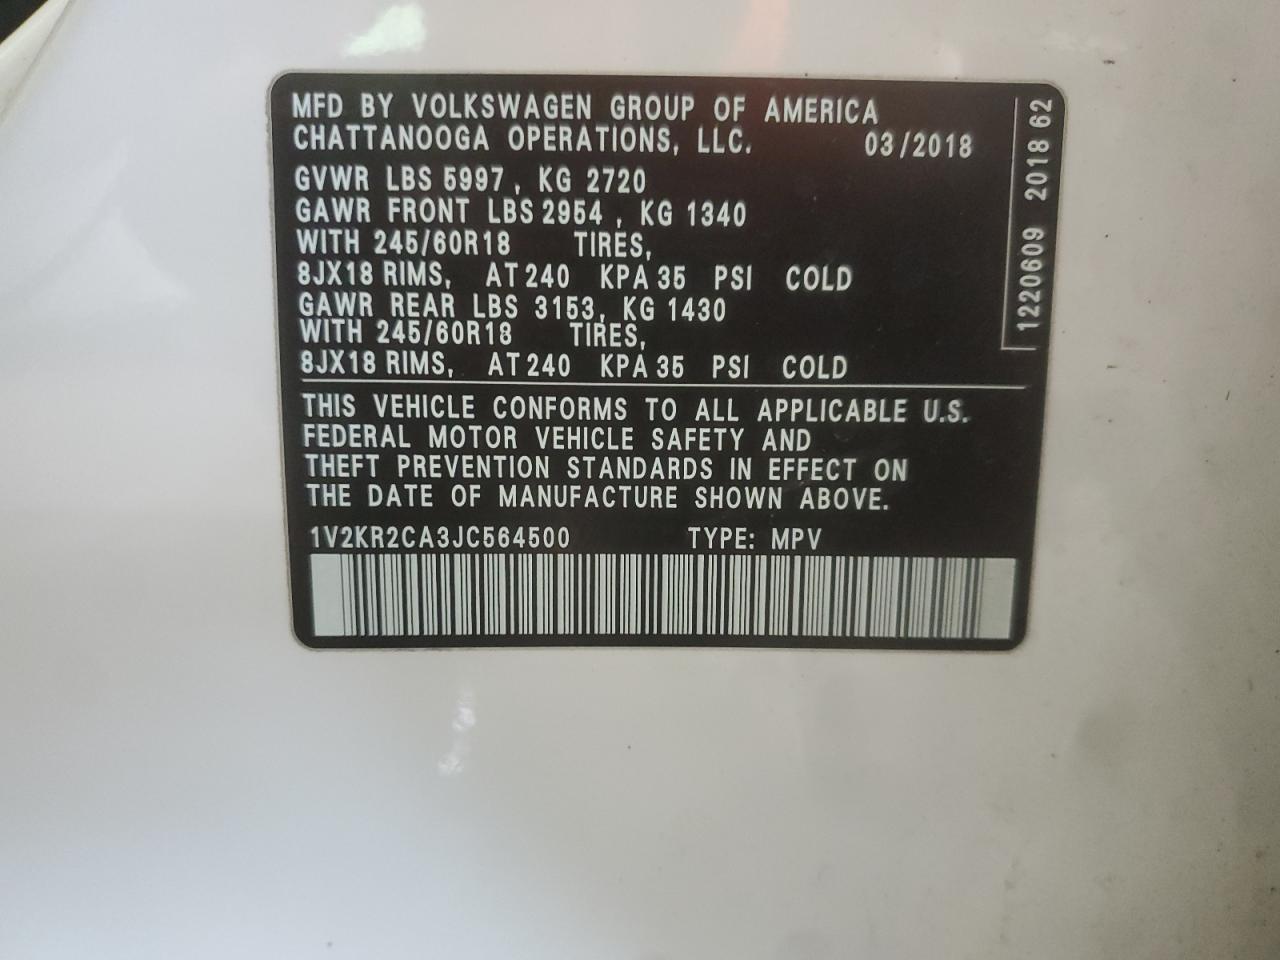 MFD BY VOLKSWAGEN GROUP OF AMERICA
CHATTANOOGA OPERATIONS, LLC. 03/2018
GVWR LBS 5997, KG 2720
GAWR FRONT LBS 2954, KG 1340
WITH 245/60R18 TIRES,
8JX18 RIMS, AT 240 KPA 35 PSI COLD
GAWR REAR LBS 3153, KG 1430
WITH 245/60R18 TIRES,
8JX18 RIMS, AT 240 KPA 35 PSI COLD
THIS VEHICLE CONFORMS TO ALL APPLICABLE U.S.
FEDERAL MOTOR VEHICLE SAFETY AND
THEFT PREVENTION STANDARDS IN EFFECT ON
THE DATE OF MANUFACTURE SHOWN ABOVE.
1V2KR2CA3JC564500 TYPE: MPV
1220609 2018 62